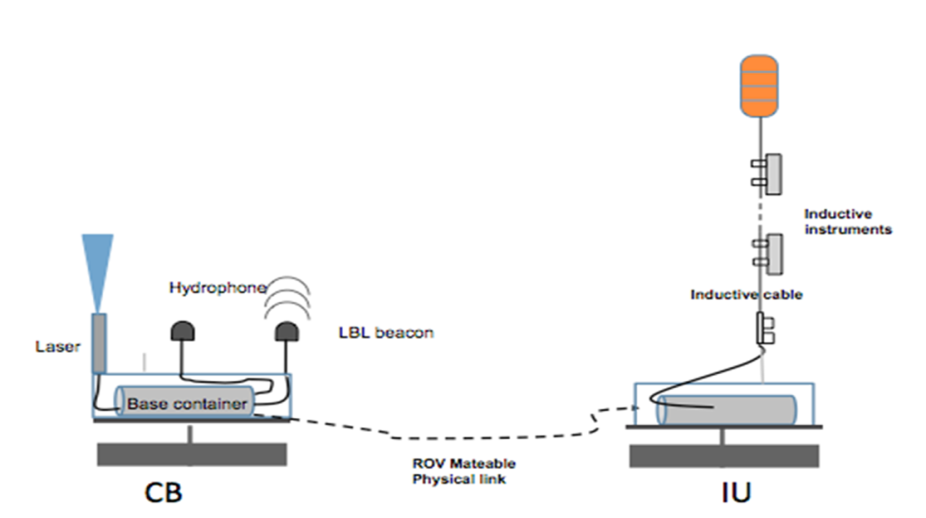 Inductive
instruments
Inductive cable
Hydrophone
LBL beacon
Laser
Base container
ROV Mateable
Physical link
CB
IU